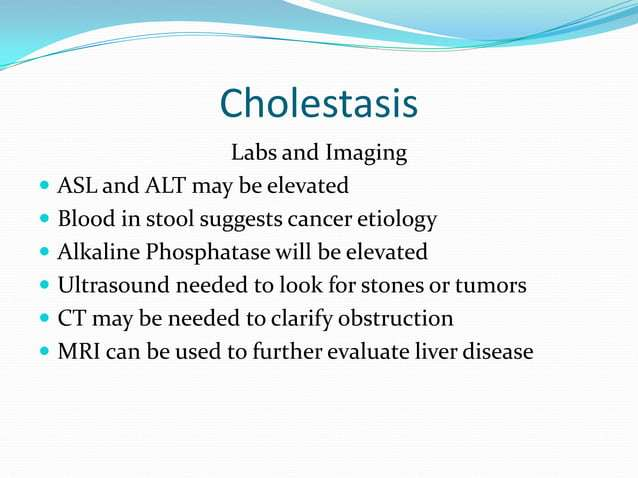 Cholestasis
Labs and Imaging
ASL and ALT may be elevated
Blood in stool suggests cancer etiology
Alkaline Phosphatase will be elevated
Ultrasound needed to look for stones or tumors
CT may be needed to clarify obstruction
MRI can be used to further evaluate liver disease